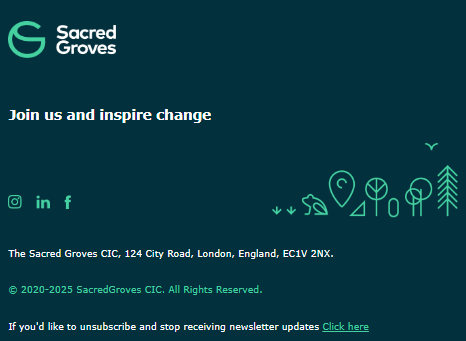 Sacred
Groves
Join us and inspire change
The Sacred Groves CIC, 124 City Road, London, England, EC1V 2NX.
© 2020-2025 SacredGroves CIC. All Rights Reserved.
If you'd like to unsubscribe and stop receiving newsletter updates Click here